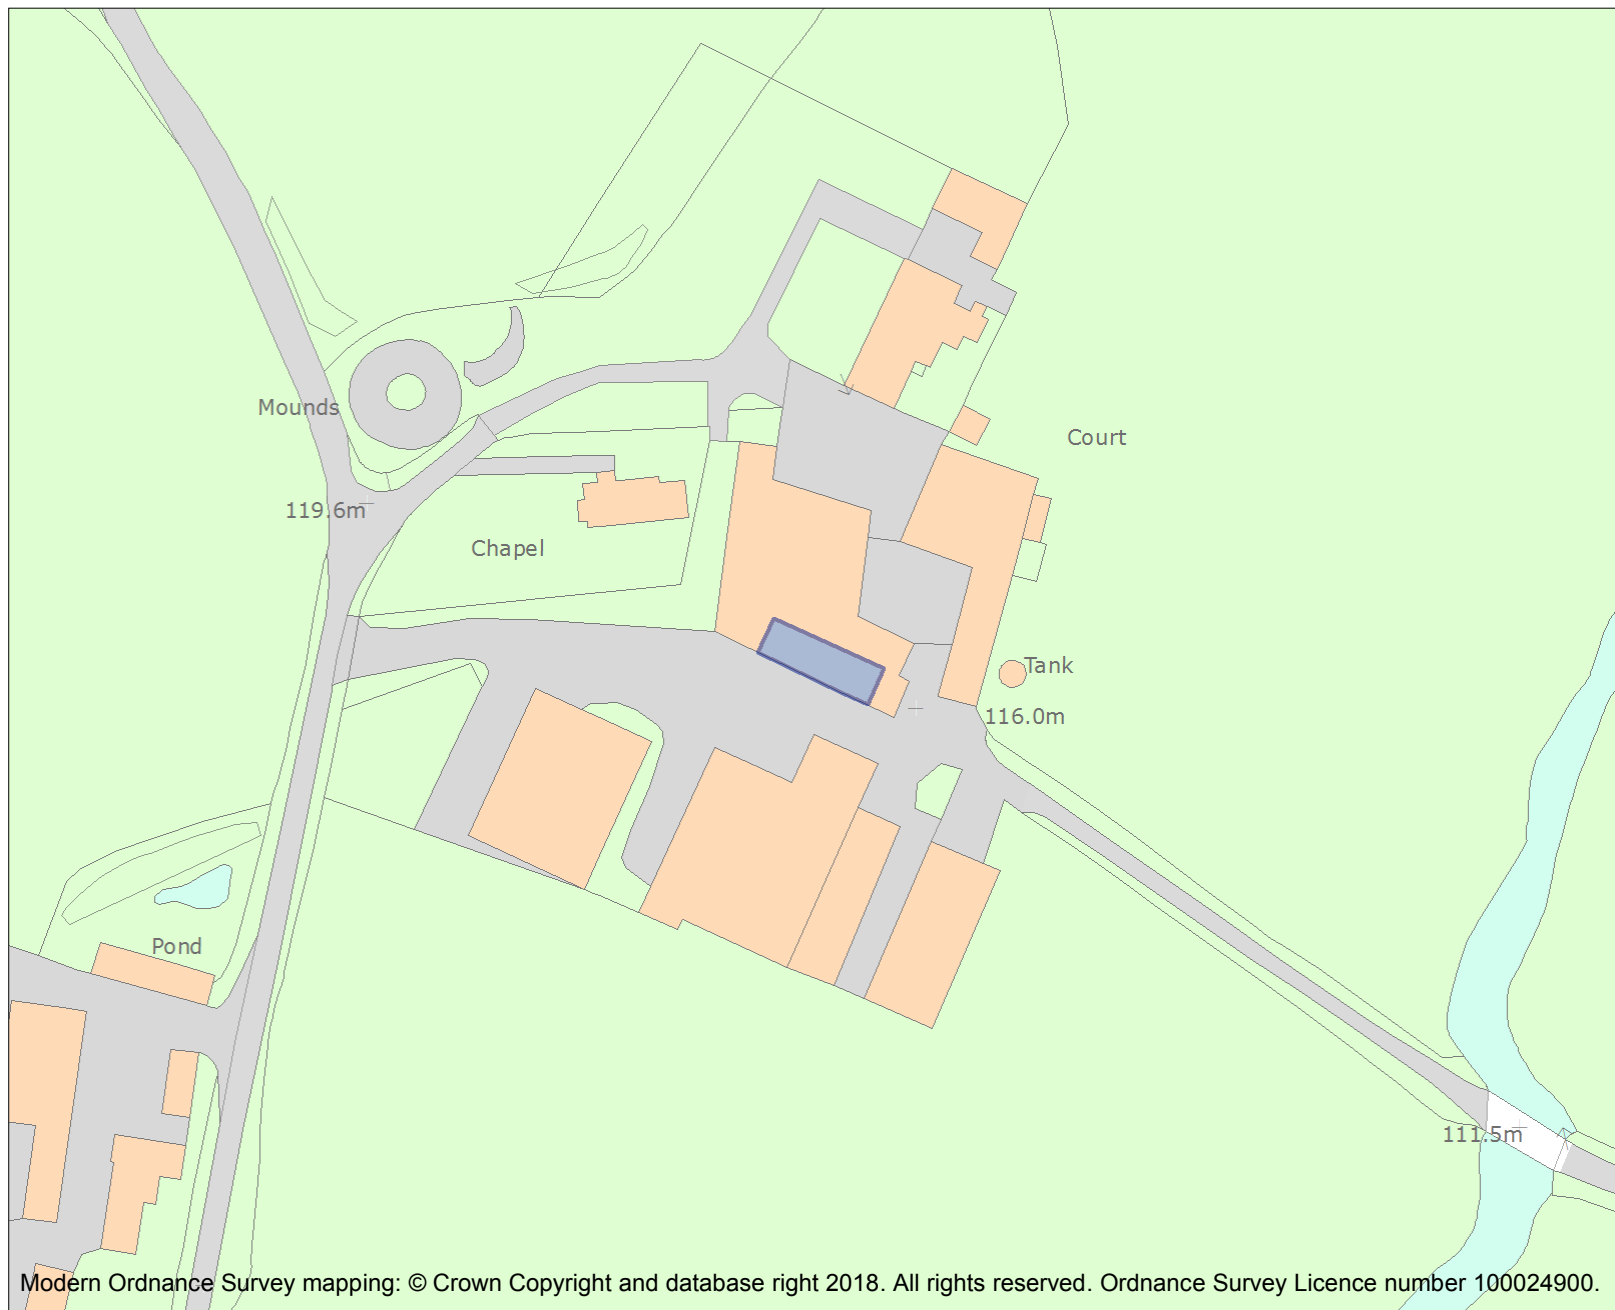 Mounds
Court
119.6m
Chapel
Tank
116.0m
Pond
111.5m
Modern Ordnance Survey mapping: © Crown Copyright and database right 2018. All rights reserved. Ordnance Survey Licence number 100024900.